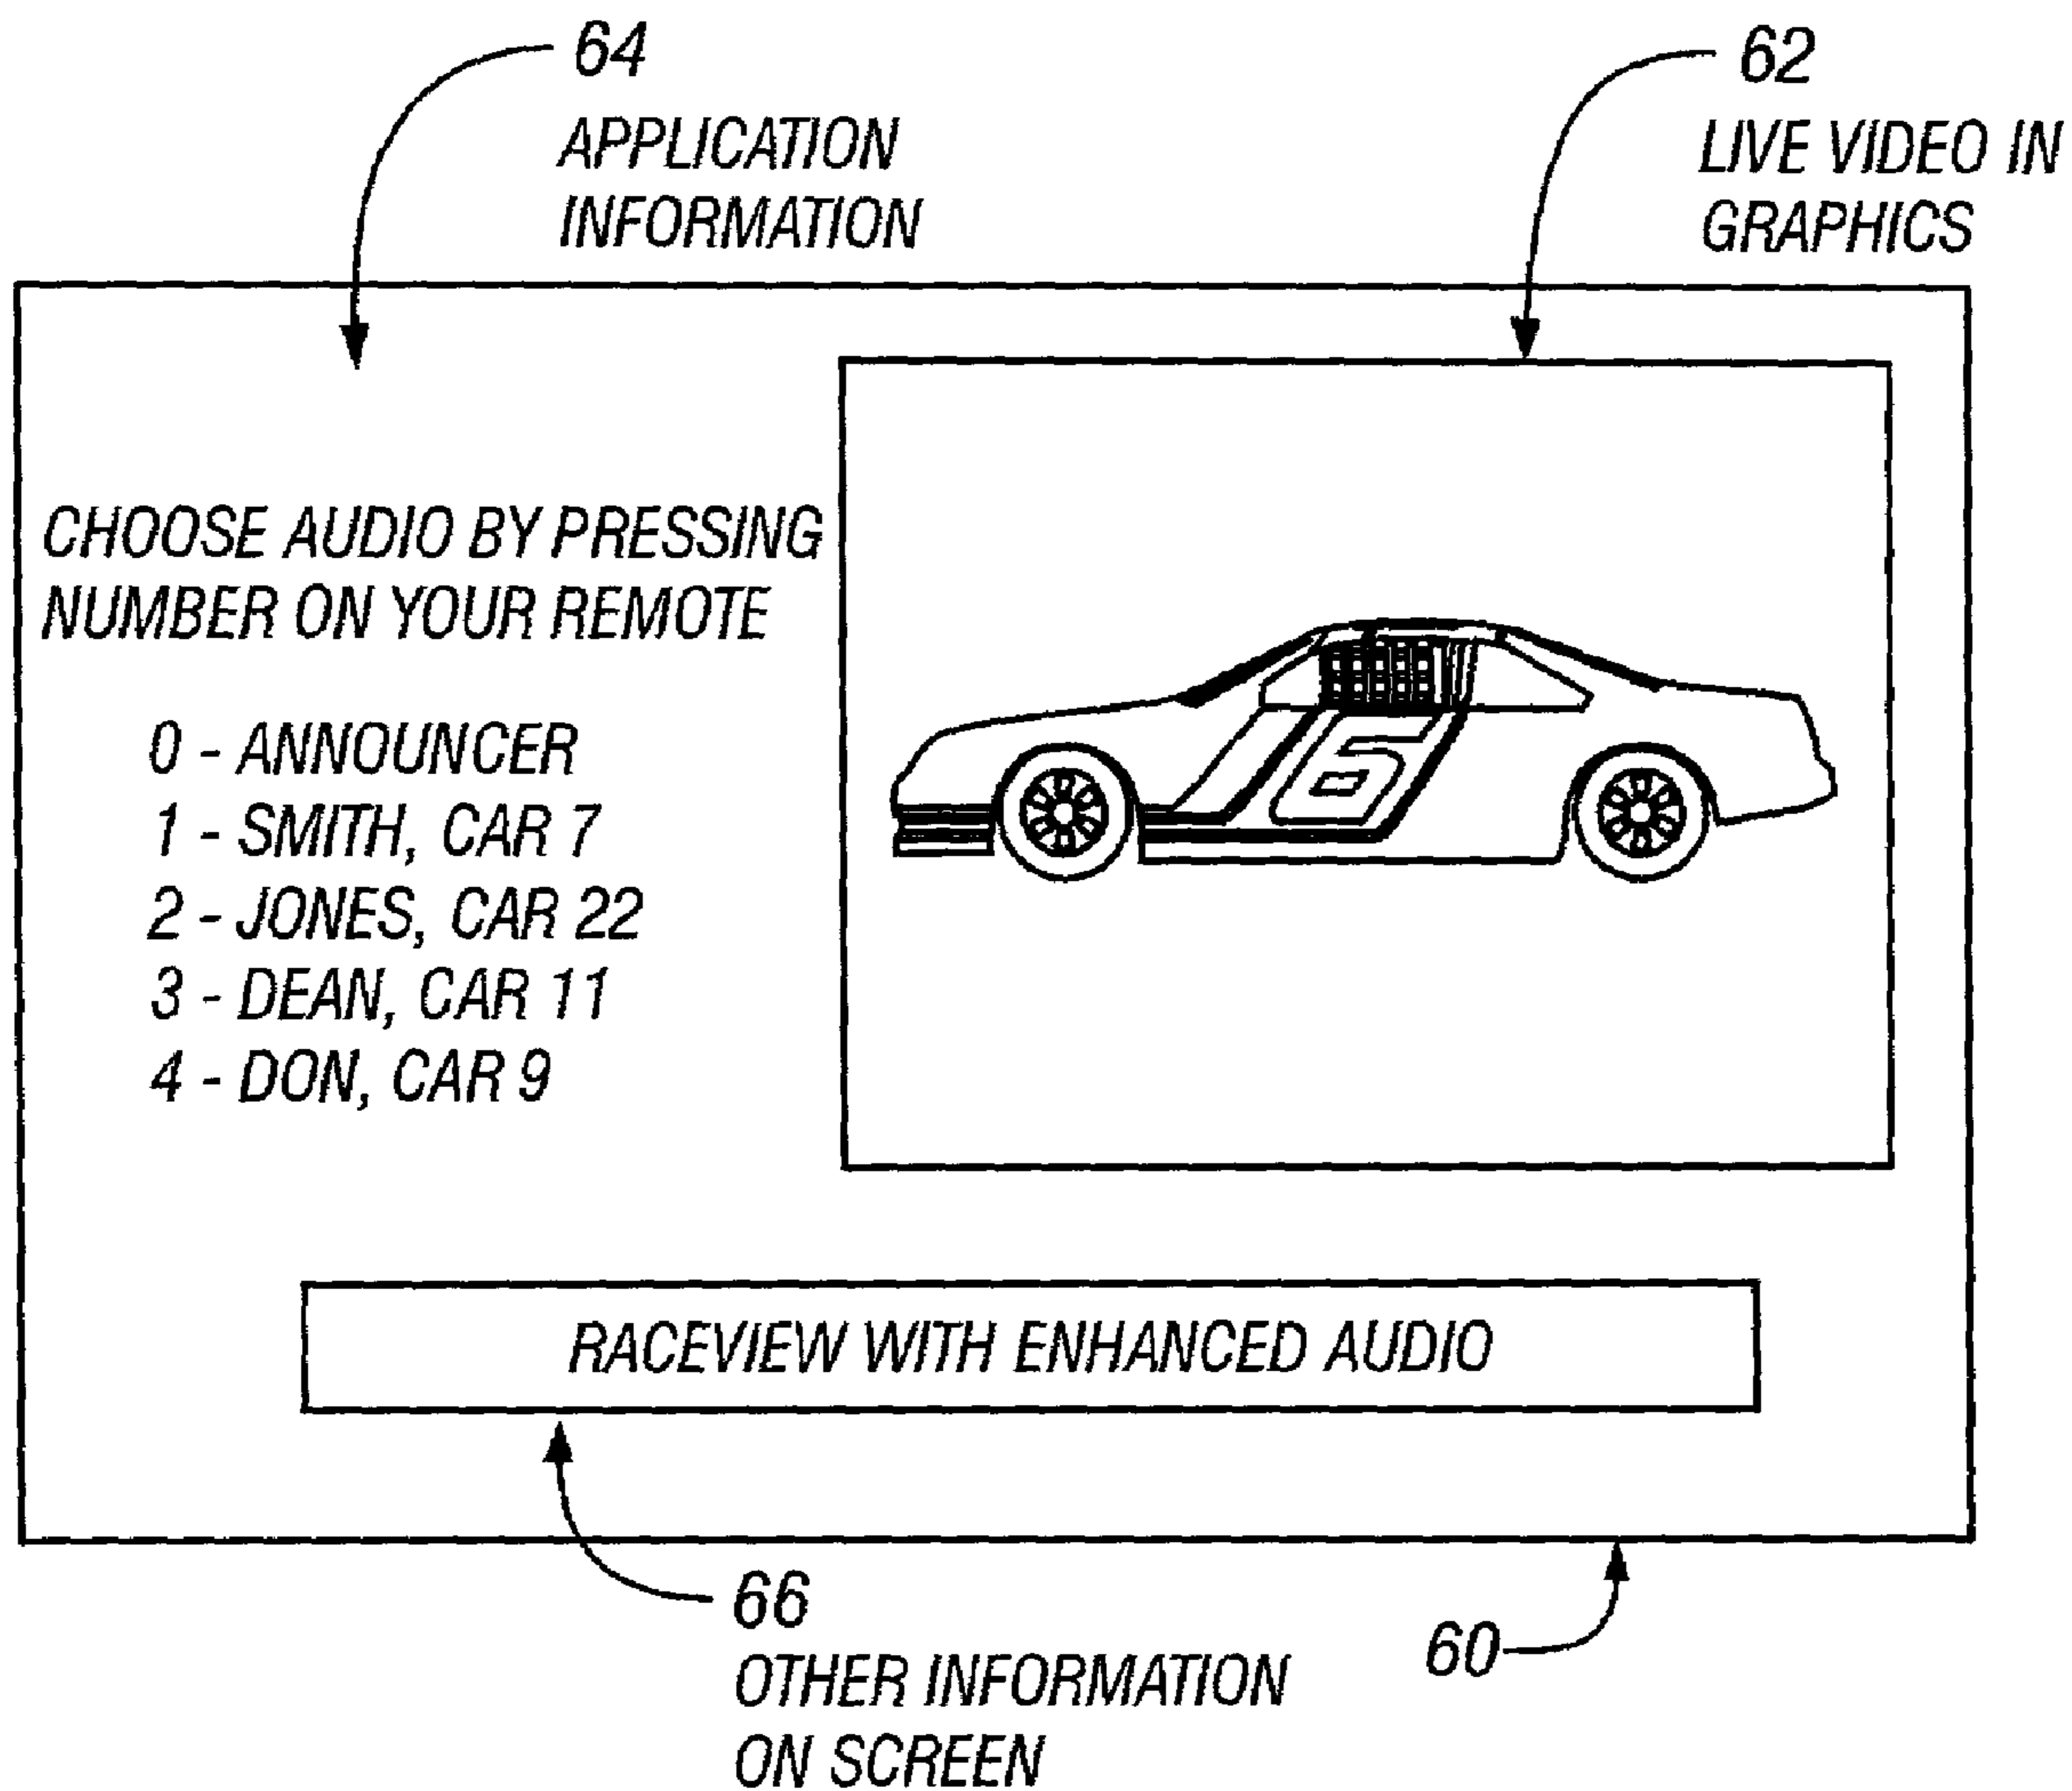 64
APPLICATION
INFORMATION
62
LIVE VIDEO IN
GRAPHICS
CHOOSE AUDIO BY PRESSING
NUMBER ON YOUR REMOTE
0 - ANNOUNCER
1 - SMITH, CAR 7
2 - JONES, CAR 22
3 - DEAN, CAR 11
4 - DON, CAR 9
6
RACEVIEW WITH ENHANCED AUDIO
66
OTHER INFORMATION
ON SCREEN
60